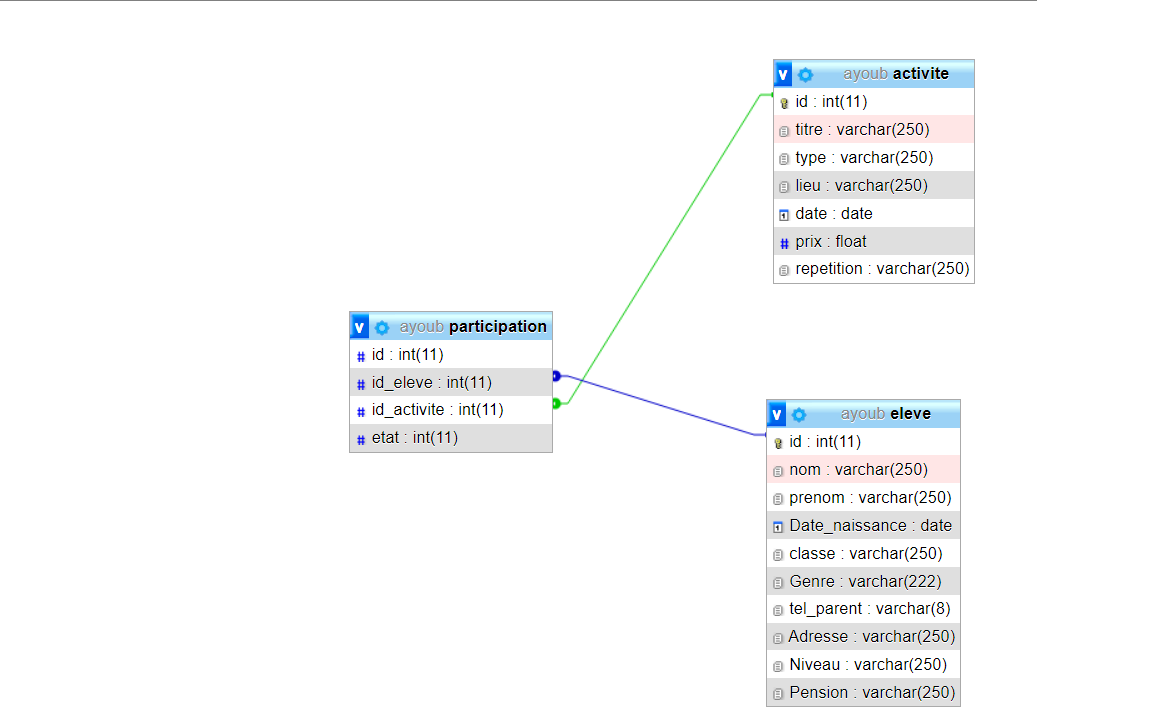 v ayoub activite
id : int(11)
titre : varchar(250)
type : varchar(250)
lieu : varchar(250)
date : date
# prix : float
repetition : varchar(250)
v ayoub participation
# id : int(11)
# id_eleve : int(11)
# id_activite : int(11)
# etat : int(11)
v ayoub eleve
id : int(11)
nom : varchar(250)
prenom : varchar(250)
Date_naissance : date
classe : varchar(250)
Genre : varchar(222)
tel_parent : varchar(8)
Adresse : varchar(250)
Niveau : varchar(250)
Pension : varchar(250)